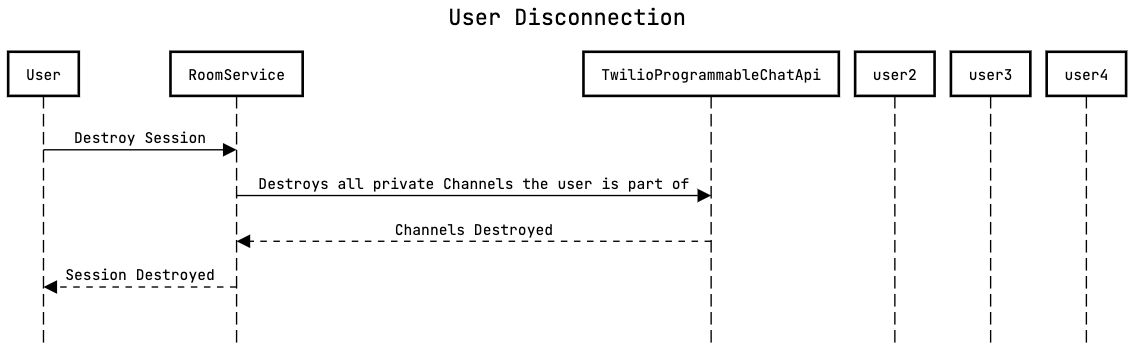 User Disconnection
User
RoomService
TwilioProgrammableChatApi
user2
user3
user4
Destroy Session
Destroys all private Channels the user is part of
Channels Destroyed
Session Destroyed